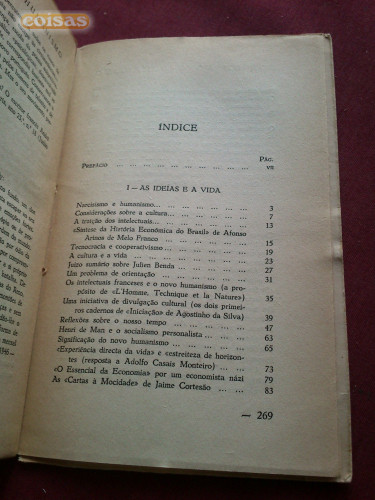 coisas
ÍNDICE
PÁG.
PREFÁCIO ... ... ... ... ... ... ... ... ... VII
I — AS IDEÍAS E A VIDA
Narcisismo e humanismo... ... ... ... ... ... ... 3
Considerações sobre a cultura... ... ... ... ... ... 7
A traição dos intelectuais... ... ... ... ... ... ... 13
«Síntese da História Económica do Brasil» de Afonso
Arinos de Melo Franco ... ... ... ... ... ... 15
Tecnocracia e cooperativismo ... ... ... ... ... 19
A cultura e a vida ... ... ... ... ... ... ... 23
Juízo sumário sobre Julien Benda ... ... ... ... 27
Um problema de orientação ... ... ... ... ... 31
Os intelectuais franceses e o novo humanismo (a pro-
pósito de «L'Homme, Technique et la Nature») ... 35
Uma iniciativa de divulgação cultural (os dois primei-
ros cadernos de «Iniciação» de Agostinho da Silva) 39
Reflexões sobre o nosso tempo ... ... ... ... ... 47
Henri de Man e o socialismo personalista ... ... ... 63
Significação do novo humanismo ... ... ... ... ... 65
«Experiência directa da vida» e «estreiteza de horizon-
tes» (resposta a Adolfo Casais Monteiro) ... ... 73
«O Essencial da Economia» por um economista názi 79
As «Cartas à Mocidade» de Jaime Cortesão ... ... ... 83
— 269